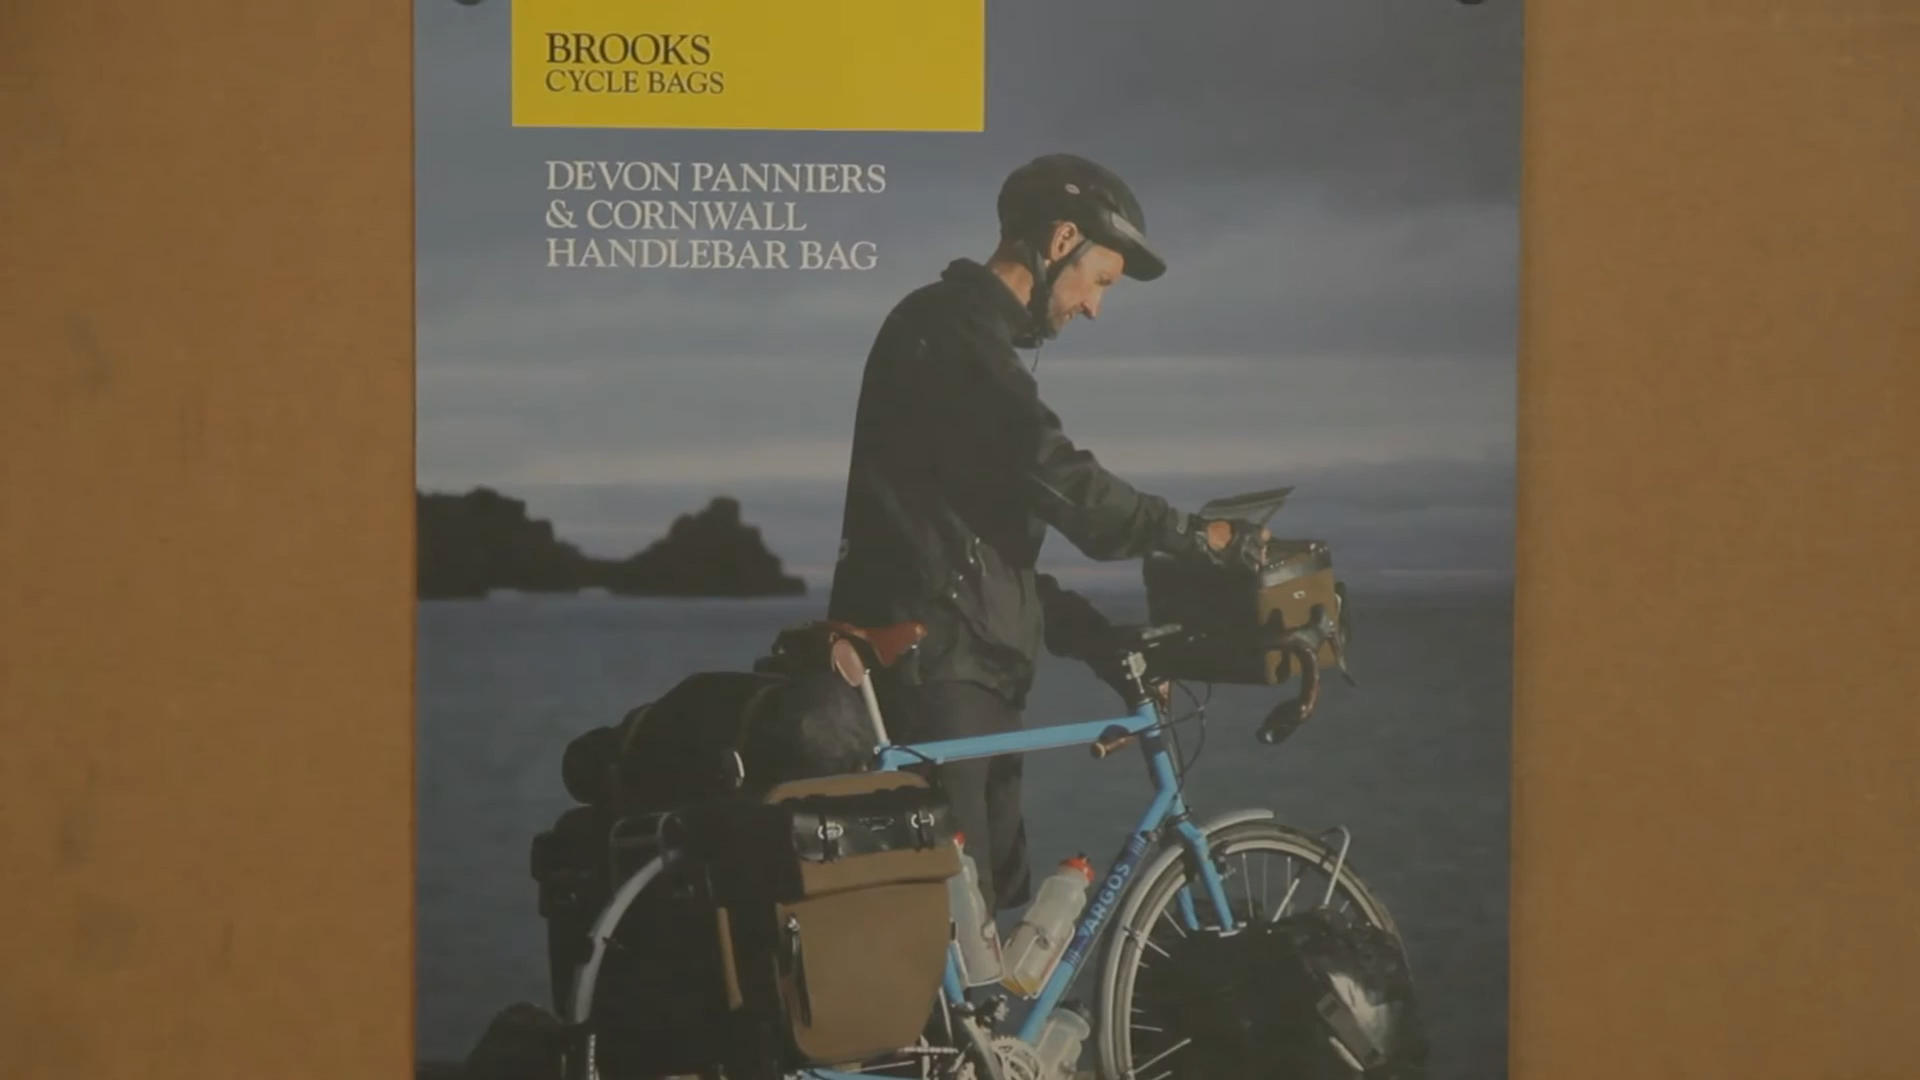 BROOKS
CYCLE BAGS
DEVON PANNIERS
& CORNWALL
HANDLEBAR BAG
ARGOS